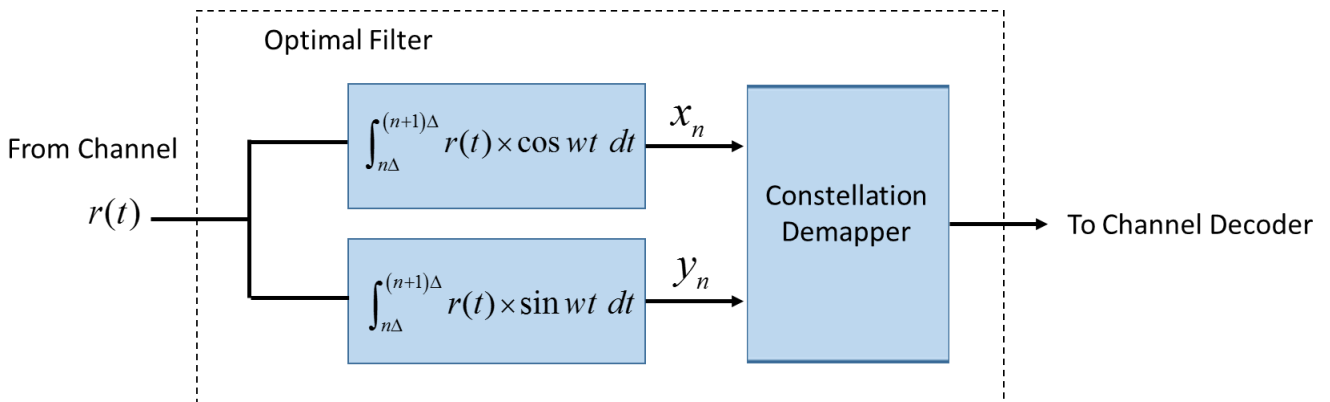 Optimal Filter
∫_{nΔ}^{(n+1)Δ} r(t) × cos wt dt
x_n
From Channel
r(t)
Constellation
Demapper
To Channel Decoder
∫_{nΔ}^{(n+1)Δ} r(t) × sin wt dt
y_n